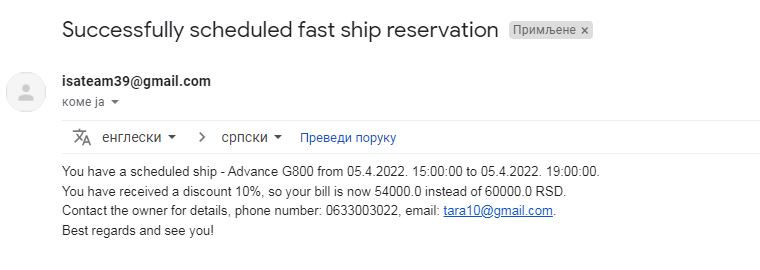 Successfully scheduled fast ship reservation Примљене ×
isateam39@gmail.com
коме ја
енглески > српски Преведи поруку
You have a scheduled ship - Advance G800 from 05.4.2022. 15:00:00 to 05.4.2022. 19:00:00.
You have received a discount 10%, so your bill is now 54000.0 instead of 60000.0 RSD.
Contact the owner for details, phone number: 0633003022, email: tara10@gmail.com.
Best regards and see you!